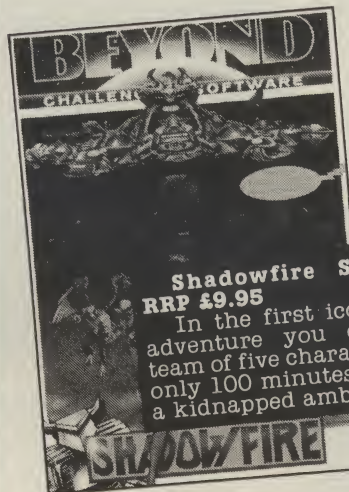 BEYOND
CHALLENGING SOFTWARE
Shadowfire S
RRP £9.95
In the first ico
adventure you
team of five chara
only 100 minutes
a kidnapped amb
SHADOWFIRE